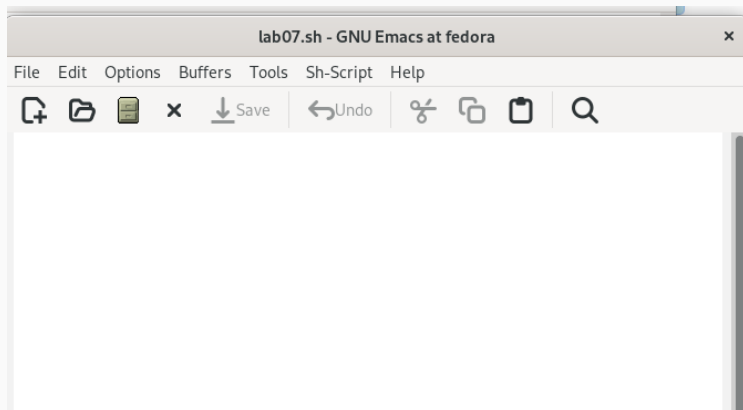 lab07.sh - GNU Emacs at fedora
File Edit Options Buffers Tools Sh-Script Help
Save Undo